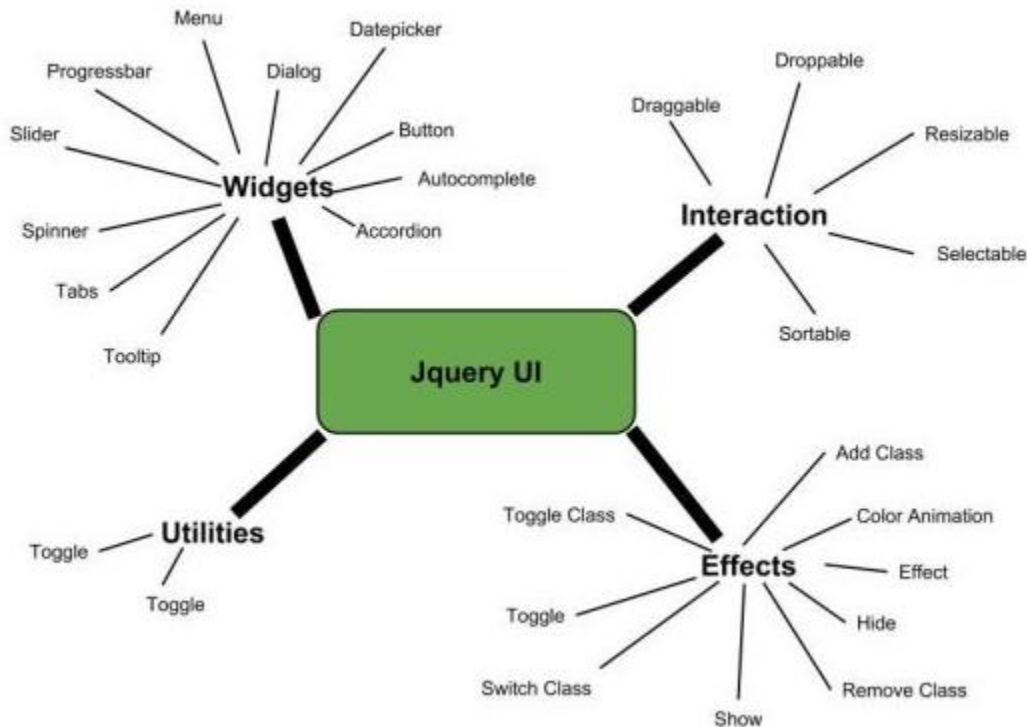 Menu
Datepicker
Progressbar
Dialog
Slider
Button
Widgets
Autocomplete
Spinner
Accordion
Tabs
Tooltip
Droppable
Draggable
Resizable
Interaction
Selectable
Sortable
Jquery UI
Utilities
Toggle
Toggle
Add Class
Toggle Class
Color Animation
Effects
Effect
Toggle
Hide
Switch Class
Remove Class
Show